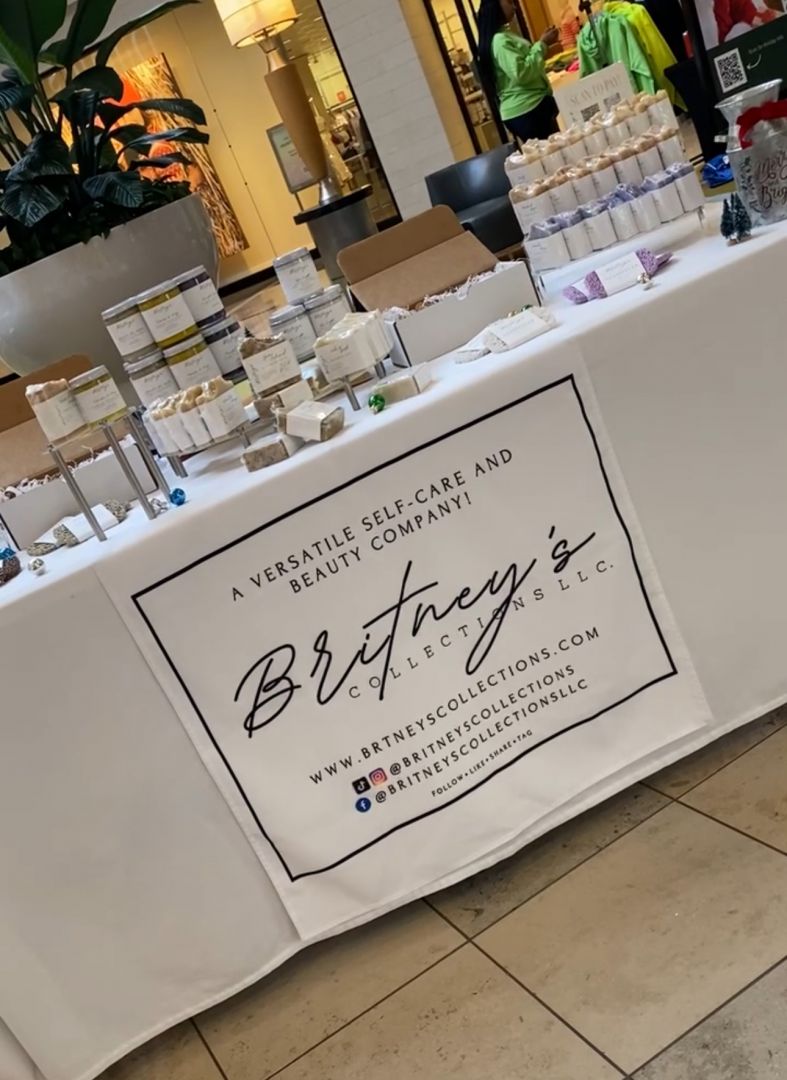 SCAN TO PAY
A VERSATILE SELF-CARE AND
BEAUTY COMPANY!
Britney's
COLLECTIONS LLC.
WWW.BRTNEYSCOLLECTIONS.COM
@BRITNEYSCOLLECTIONS
@BRITNEYSCOLLECTIONSLLC
FOLLOW•LIKE•SHARE•TAG